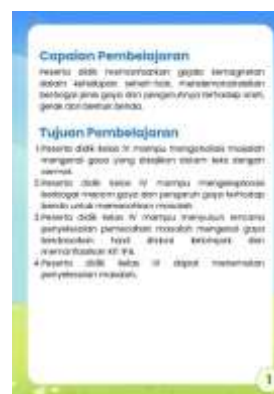 Capaian Pembelajaran
Peserta didik memanfaatkan gejala kemagnetan
dalam kehidupan sehari-hari, mendemonstrasikan
berbagai jenis gaya dan pengaruhnya terhadap arah,
gerak dan bentuk benda.
Tujuan Pembelajaran
1. Peserta didik kelas IV mampu menganalisis masalah
mengenai gaya yang disajikan dalam teks dengan
cermat.
2. Peserta didik kelas IV mampu mengeksplorasi
berbagai macam gaya dan pengaruh gaya terhadap
benda untuk memecahkan masalah.
3. Peserta didik kelas IV mampu menyusun rencana
penyelesaian pemecahan masalah mengenai gaya
berdasarkan hasil diskusi kelompok dan
memanfaatkan KIT IPA.
4. Peserta didik kelas IV dapat menemukan
penyelesaian masalah.
1